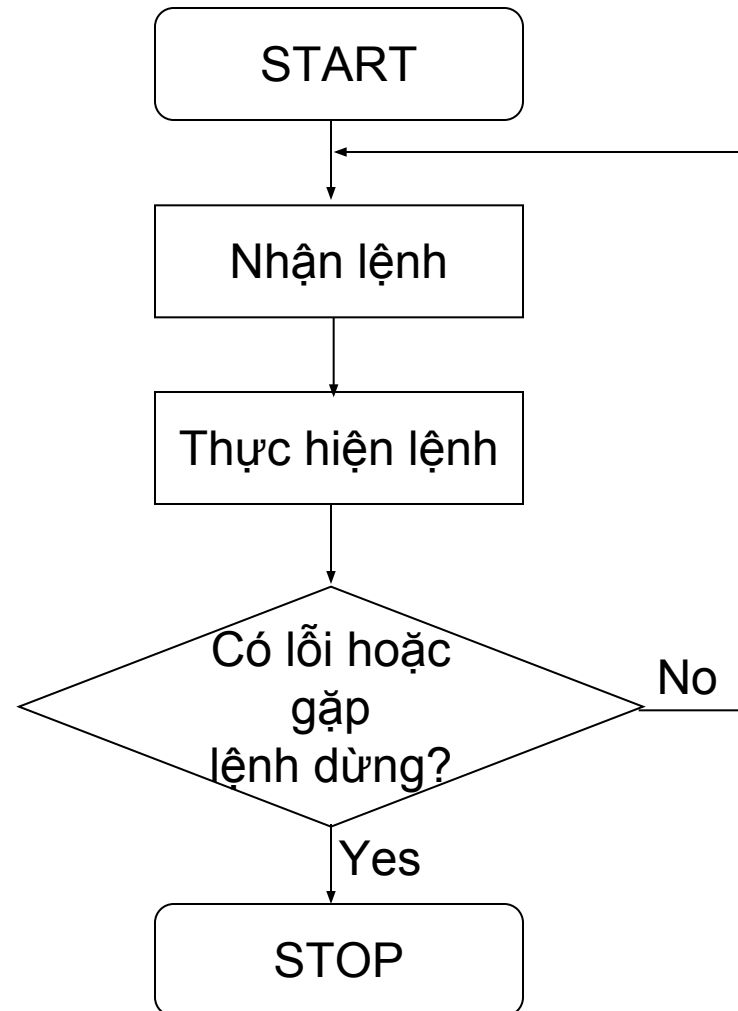 START
Nhận lệnh
Thực hiện lệnh
Có lỗi hoặc
gặp
lệnh dừng?
No
Yes
STOP